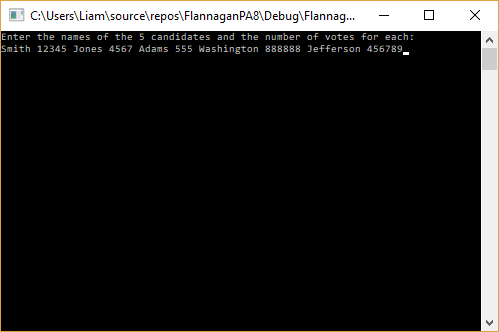 C:\Users\Liam\source\repos\FlannaganPA8\Debug\Flannag...
Enter the names of the 5 candidates and the number of votes for each:
Smith 12345 Jones 4567 Adams 555 Washington 888888 Jefferson 456789